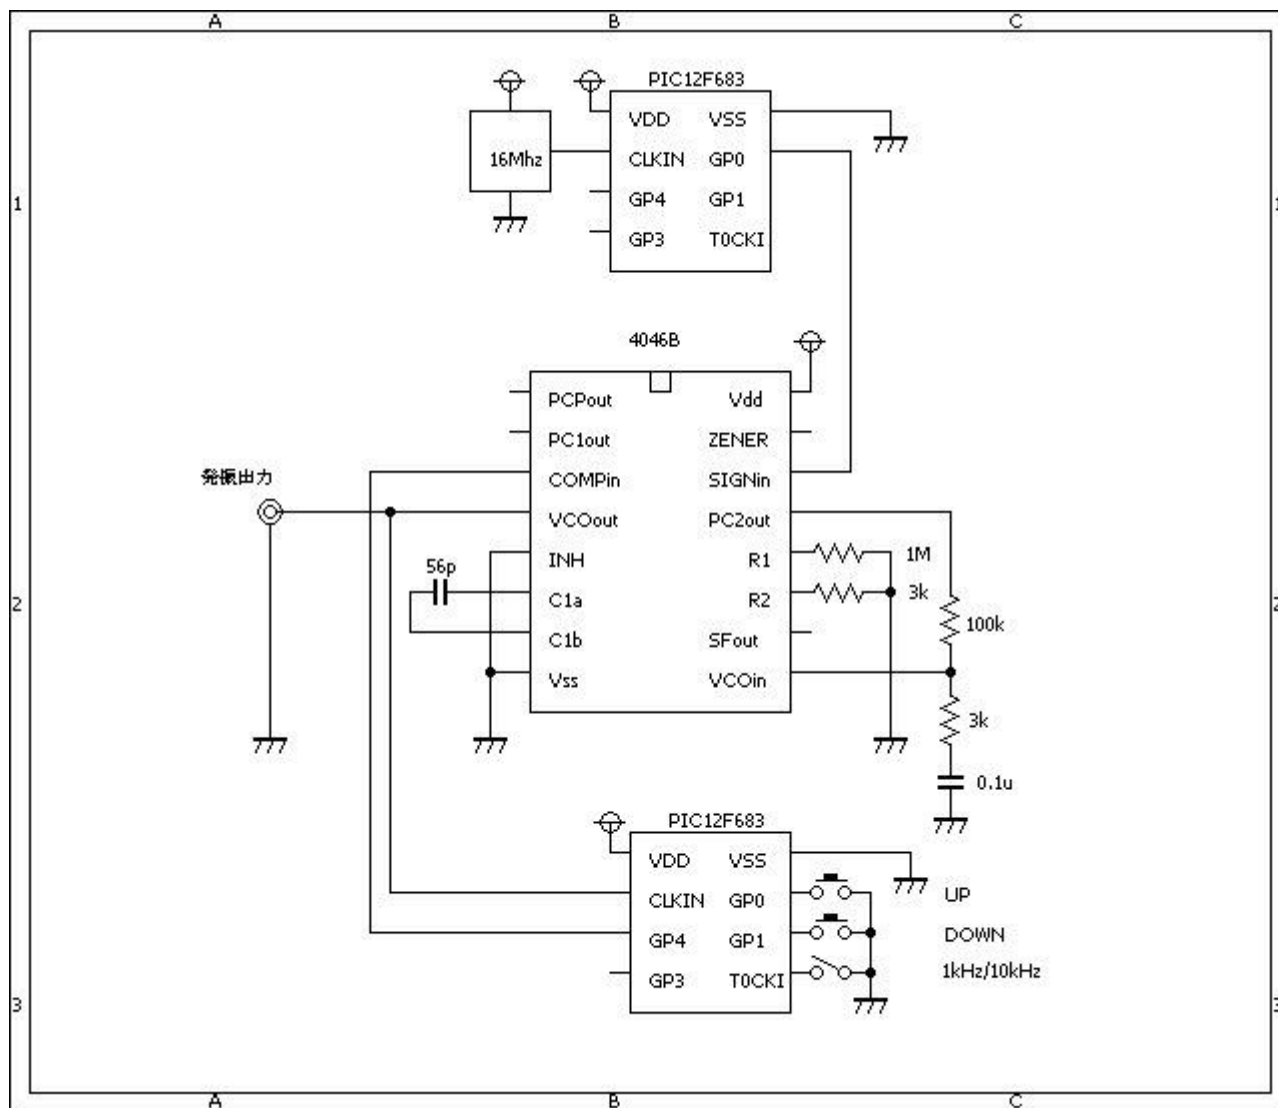 A B C
PIC12F683
VDD VSS
16Mhz CLKIN GP0
1 GP4 GP1 1
GP3 T0CKI
4046B
PCPout Vdd
PC1out ZENER
発振出力 COMPin SIGNin
VCOout PC2out
INH R1 1M
56p
2 C1a R2 3k 2
100k
C1b SFout
Vss VCOin
3k
0.1u
PIC12F683
VDD VSS
CLKIN GP0 UP
GP4 GP1 DOWN
GP3 T0CKI 1kHz/10kHz
3 3
A B C